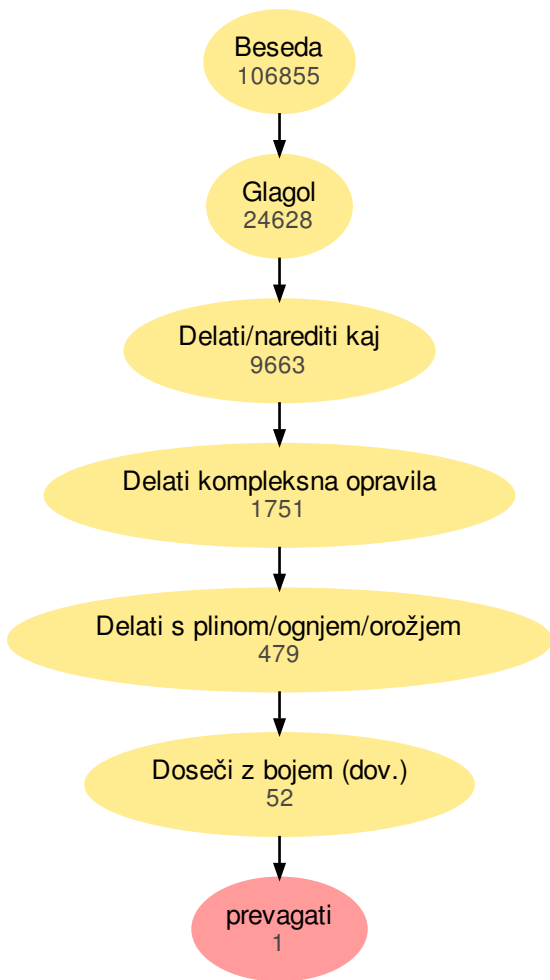 Beseda
106855
Glagol
24628
Delati/narediti kaj
9663
Delati kompleksna opravila
1751
Delati s plinom/ognjem/orožjem
479
Doseči z bojem (dov.)
52
prevagati
1